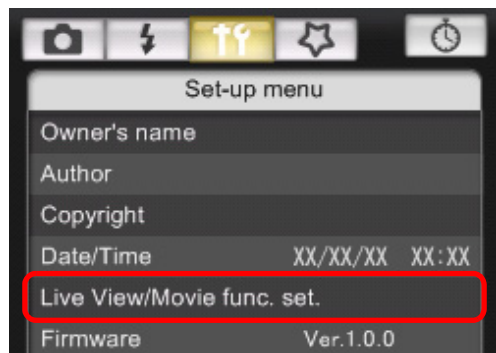 Set-up menu
Owner's name
Author
Copyright
Date/Time XX/XX/XX XX:XX
Live View/Movie func. set.
Firmware Ver.1.0.0